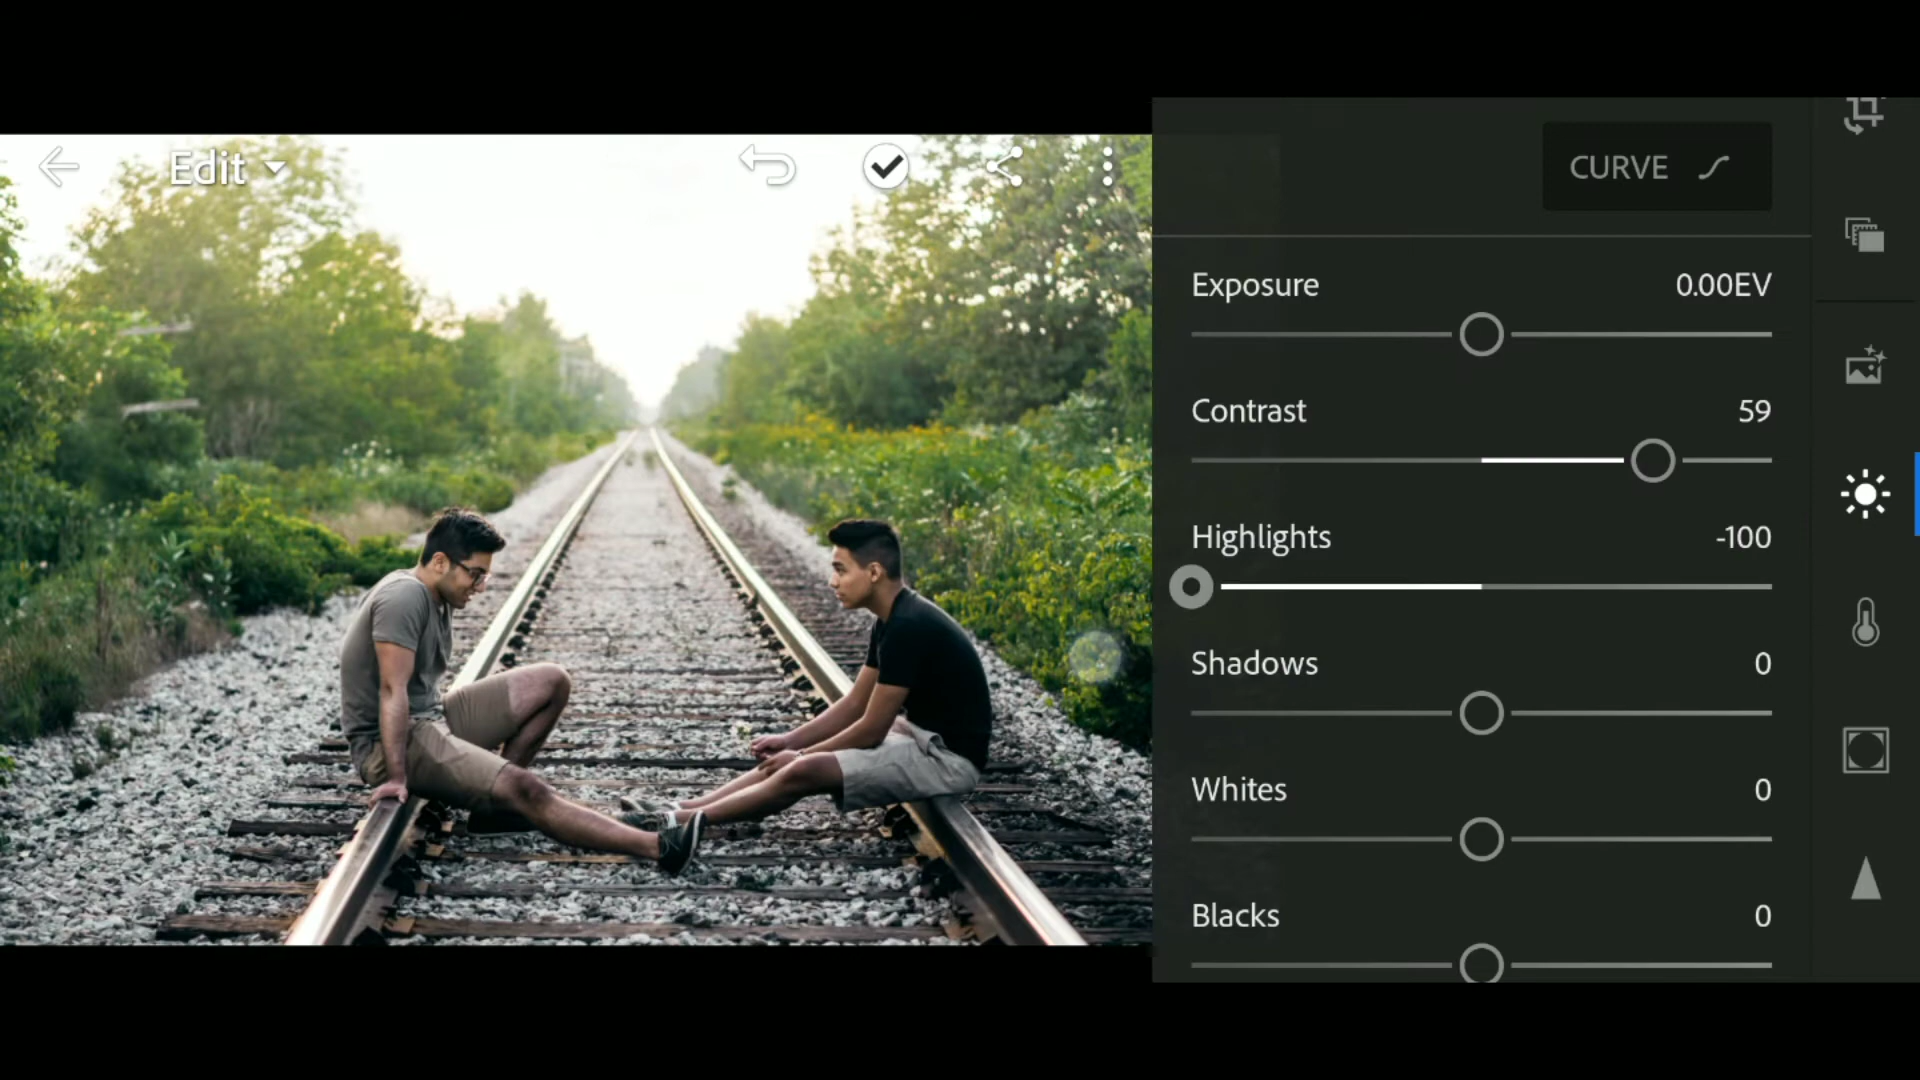 Edit
CURVE
Exposure 0.00EV
Contrast 59
Highlights -100
Shadows 0
Whites 0
Blacks 0